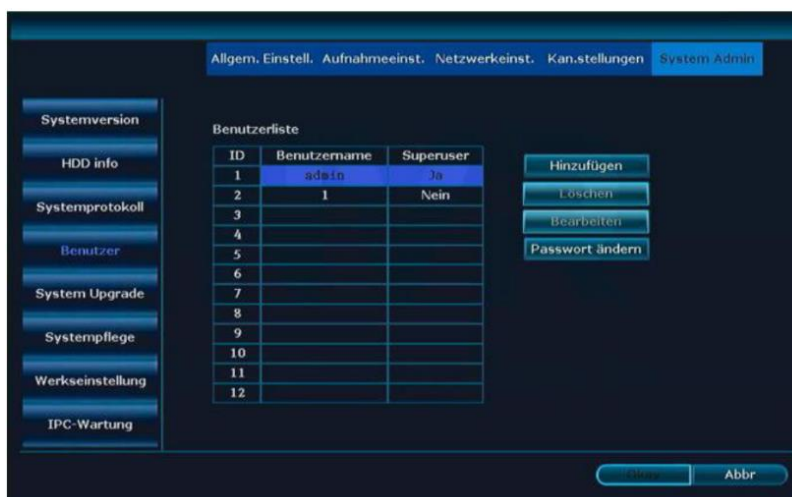 Allgem. Einstell. Aufnahmeeinst. Netzwerkeinst. Kan.stellungen System Admin
Systemversion
HDD info
Systemprotokoll
Benutzer
System Upgrade
Systempflege
Werkseinstellung
IPC-Wartung
Benutzerliste
ID Benutzername Superuser
1 admin Ja
2 1 Nein
3
4
5
6
7
8
9
10
11
12
Hinzufügen
Löschen
Bearbeiten
Passwort ändern
Abbr